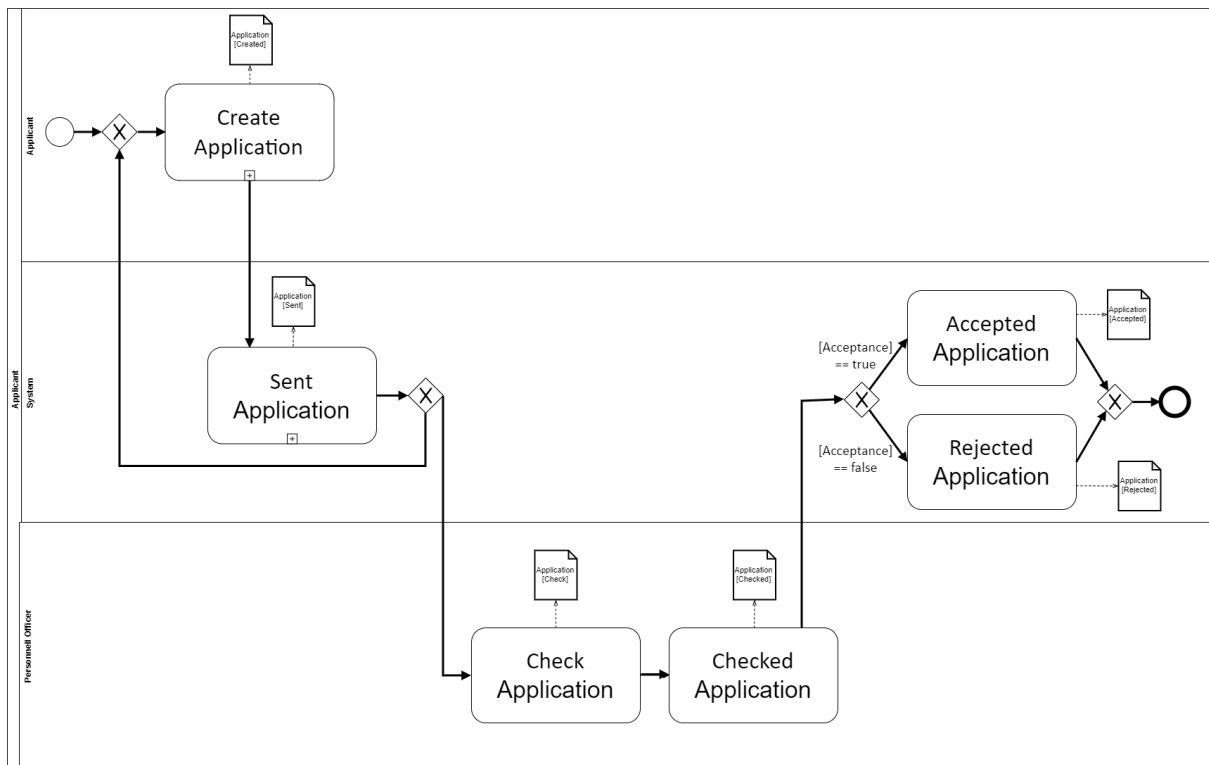 Application
[Created]
Create
Application
Applicant
Application
[Sent]
Sent
Application
Applicant
System
[Acceptance]
== true
[Acceptance]
== false
Accepted
Application
Application
[Accepted]
Rejected
Application
Application
[Rejected]
Application
[Check]
Check
Application
Application
[Checked]
Checked
Application
Personnell Officer